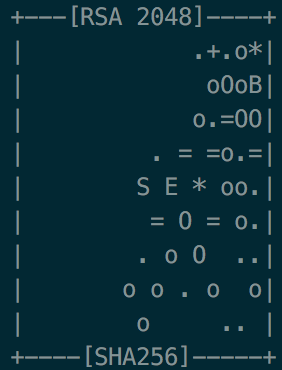 +---[RSA 2048]----+
|            .+.o*|
|             oOoB|
|            o.=OO|
|         . = =o.=|
|        S E * oo.|
|         = O = o.|
|        . o O  ..|
|       o o . o  o|
|        o     .. |
+----[SHA256]-----+